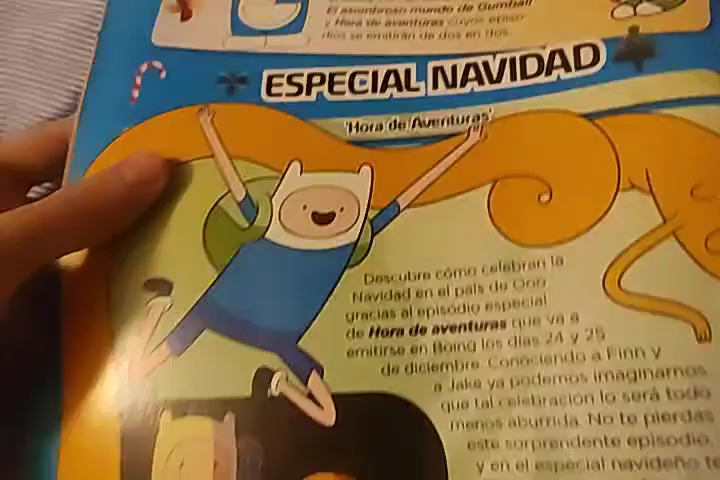 El asombroso mundo de Gumball
y Hora de aventuras cuyos episo-
dios se emitirán de dos en dos.
ESPECIAL NAVIDAD
'Hora de Aventuras'
Descubre cómo celebran la
Navidad en el país de Ooo
gracias al episodio especial
de Hora de aventuras que va a
emitirse en Boing los días 24 y 25
de diciembre. Conociendo a Finn y
a Jake ya podemos imaginarnos
que tal celebración lo será todo
menos aburrida. No te pierdas
este sorprendente episodio,
y en el especial navideño te